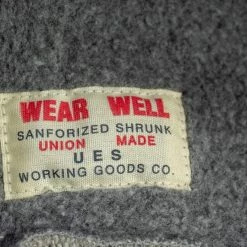 WEAR WELL
SANFORIZED SHRUNK
UNION MADE
UES
WORKING GOODS CO.